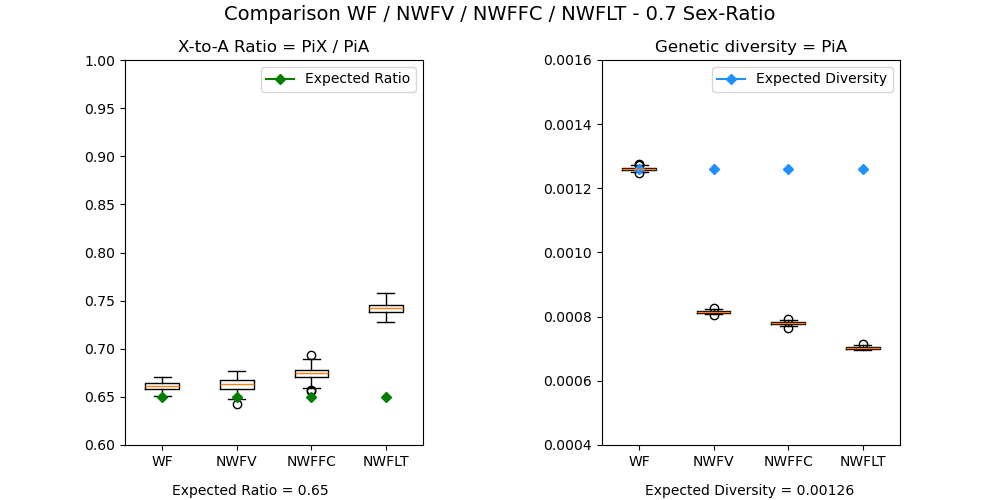 Comparison WF / NWFV / NWFFC / NWFLT - 0.7 Sex-Ratio
X-to-A Ratio = PiX / PiA
Expected Ratio
1.00
0.95
0.90
0.85
0.80
0.75
0.70
0.65
0.60
WF NWFV NWFFC NWFLT
Expected Ratio = 0.65
Genetic diversity = PiA
Expected Diversity
0.0016
0.0014
0.0012
0.0010
0.0008
0.0006
0.0004
WF NWFV NWFFC NWFLT
Expected Diversity = 0.00126